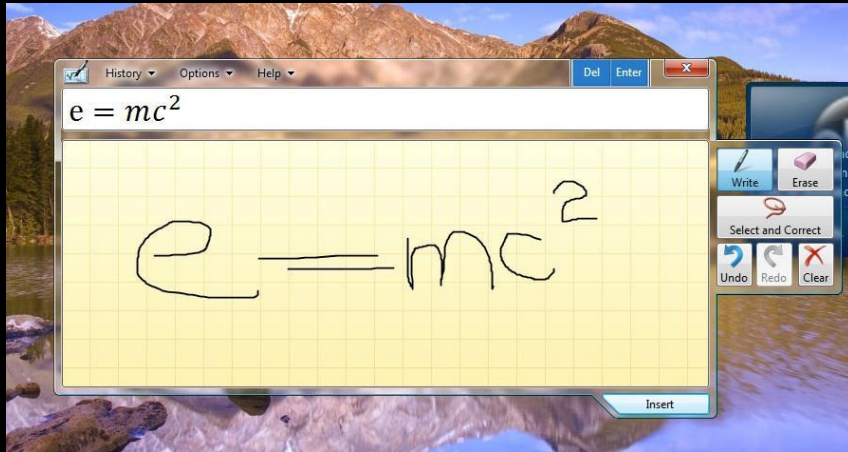 History Options Help Del Enter x
e = mc²
e = mc²
Write Erase
Select and Correct
Undo Redo Clear
Insert